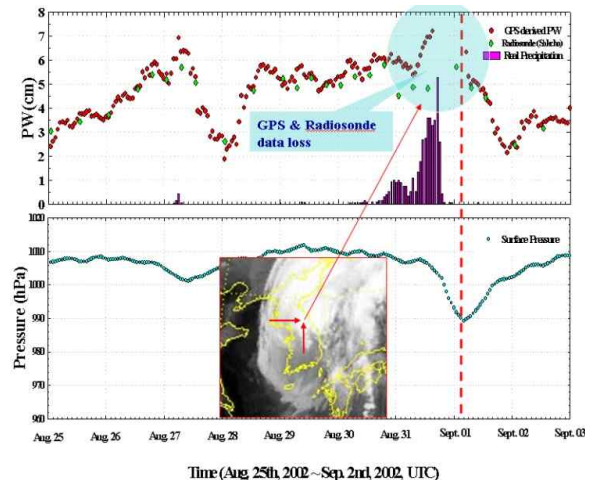 8
7
6
5
4
3
2
1
0
PW(cm)
GPS-derived PW
Radiosonde (Sokcho)
Real Precipitation
GPS & Radiosonde
data loss
1020
1010
1000
990
980
970
960
Pressure (hPa)
Surface Pressure
Aug. 25
Aug. 26
Aug. 27
Aug. 28
Aug. 29
Aug. 30
Aug. 31
Sept. 01
Sept. 02
Sept. 03
Time (Aug, 25th, 2002 ~ Sep. 2nd, 2002, UTC)